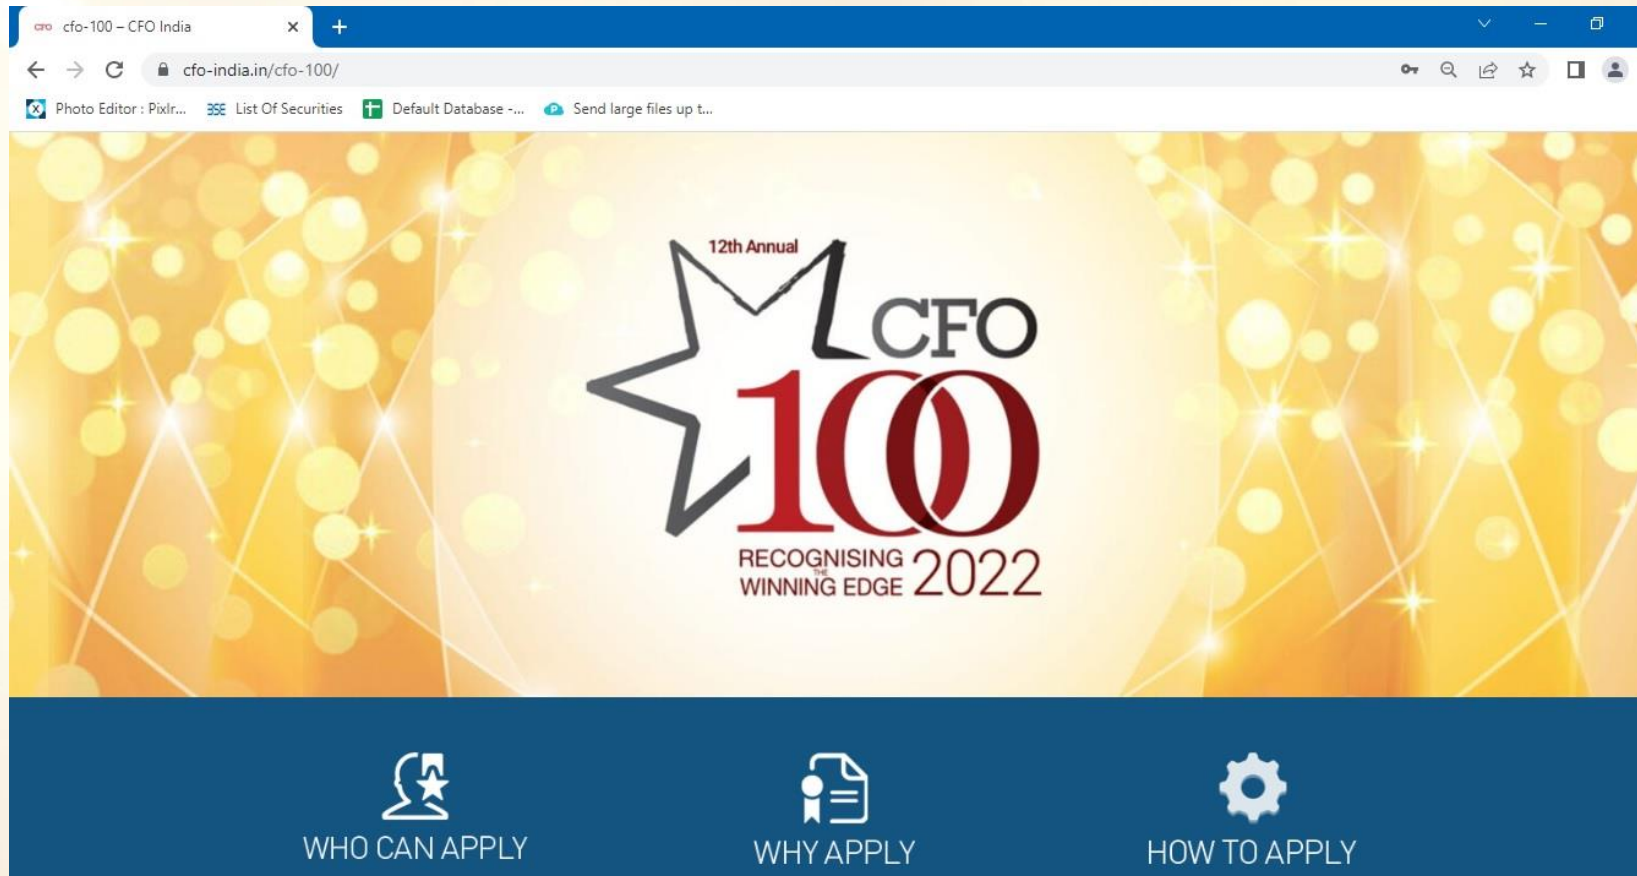 CFO cfo-100 – CFO India
cfo-india.in/cfo-100/
Photo Editor : Pixlr... BSE List Of Securities Default Database -... P Send large files up t...
12th Annual
CFO
100
RECOGNISING
THE
WINNING EDGE
2022
WHO CAN APPLY
WHY APPLY
HOW TO APPLY